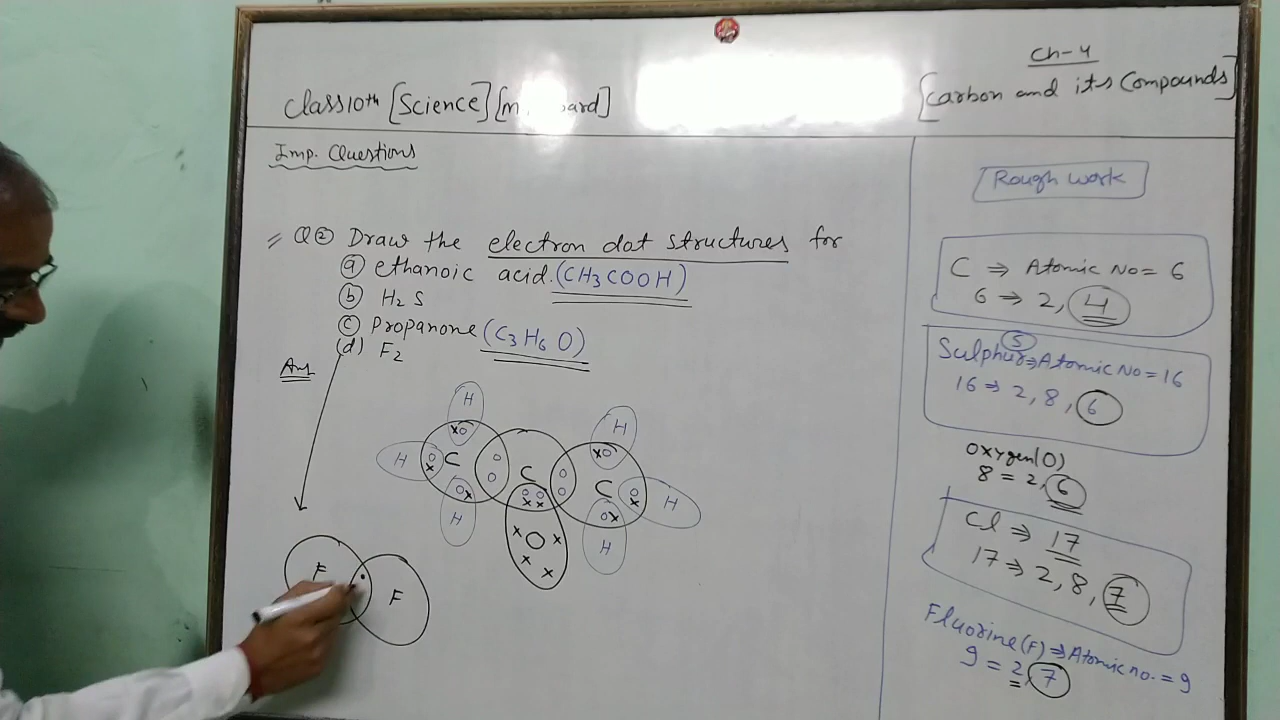 Ch-4
[Carbon and its Compounds]
Class 10th [Science] [m ard]
Imp. Questions
Rough Work
Q② Draw the electron dot structures for
ⓐ ethanoic acid. (CH3COOH)
ⓑ H2S
ⓒ Propanone (C3H6O)
(d) F2
Ans
H H
H C C C H
H O H
F F
C ⇒ Atomic No = 6
6 ⇒ 2, 4
Sulphur (S) ⇒ Atomic No = 16
16 ⇒ 2, 8, 6
Oxygen(O)
8 = 2, 6
Cl ⇒ 17
17 ⇒ 2, 8, 7
Fluorine (F) ⇒ Atomic no. = 9
9 = 2, 7